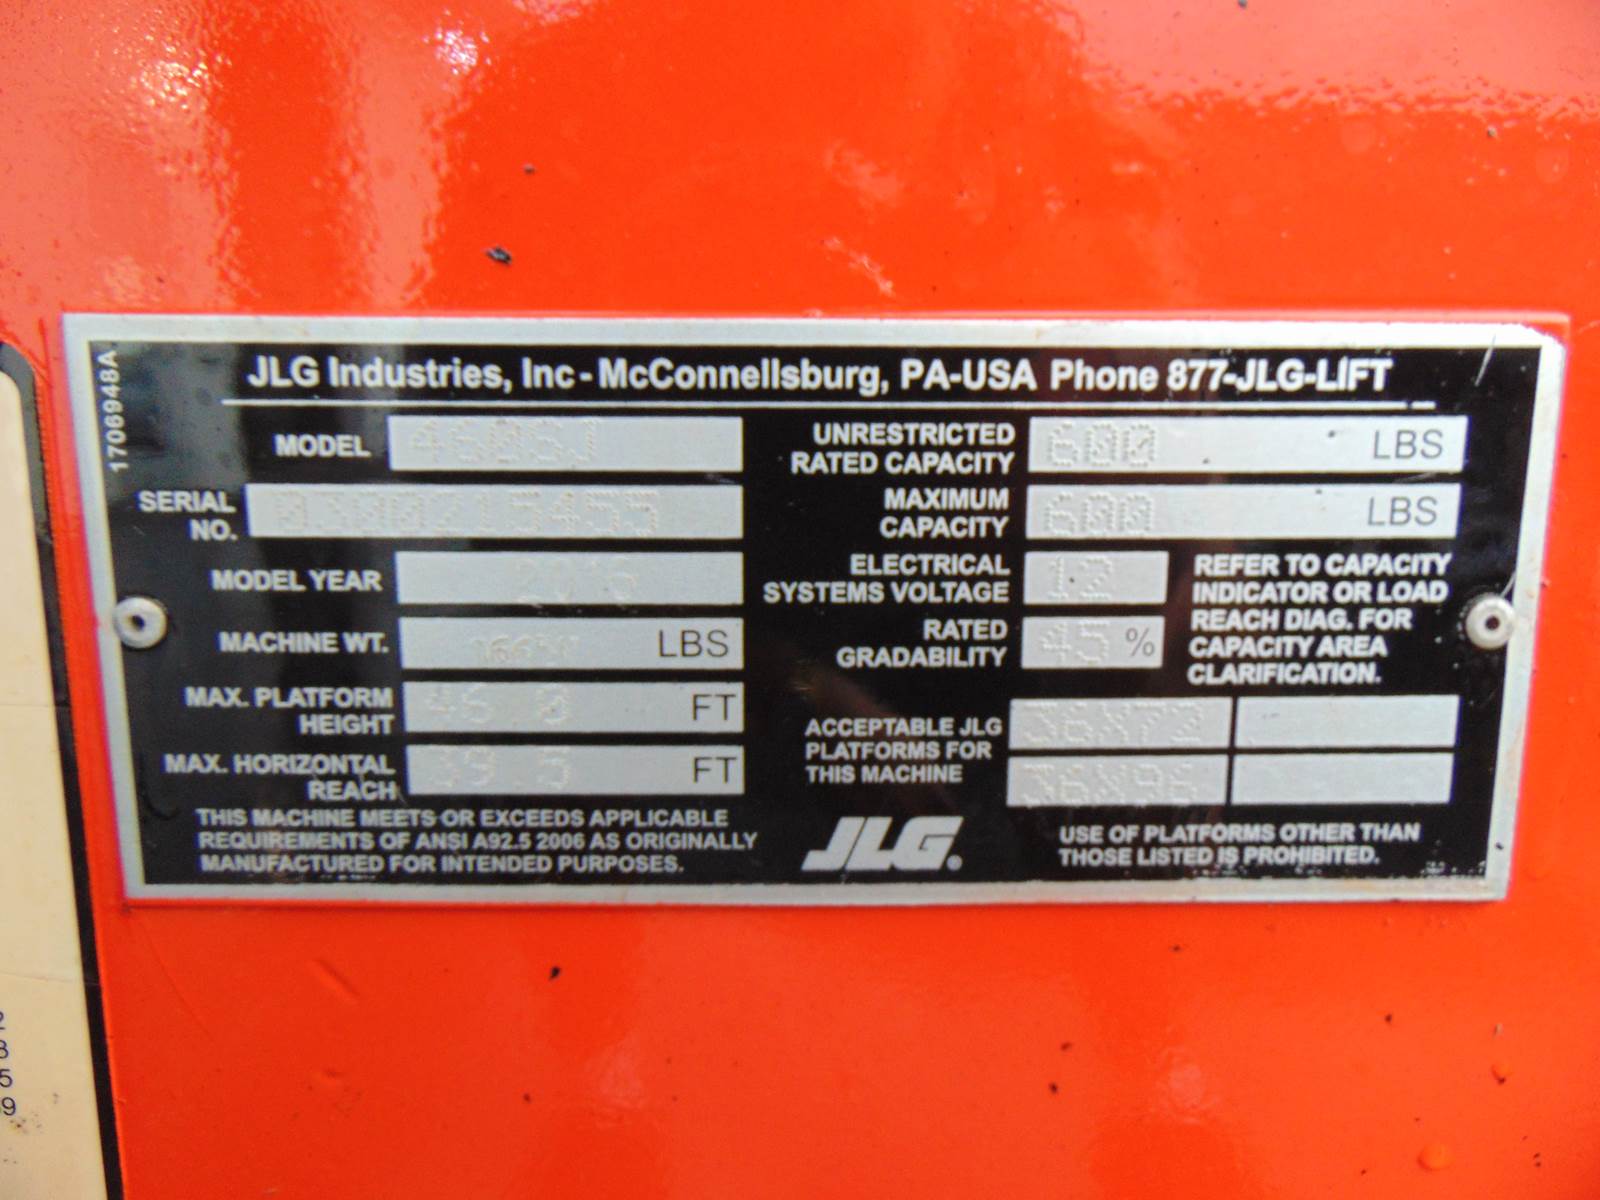 JLG Industries, Inc - McConnellsburg, PA-USA Phone 877-JLG-LIFT
1706948A
MODEL 460SJ
SERIAL
NO.
MODEL YEAR
MACHINE WT. LBS
MAX. PLATFORM
HEIGHT 45.0 FT
MAX. HORIZONTAL
REACH 39.5 FT
THIS MACHINE MEETS OR EXCEEDS APPLICABLE
REQUIREMENTS OF ANSI A92.5 2006 AS ORIGINALLY
MANUFACTURED FOR INTENDED PURPOSES.
UNRESTRICTED
RATED CAPACITY 600 LBS
MAXIMUM
CAPACITY 600 LBS
ELECTRICAL
SYSTEMS VOLTAGE 12
RATED
GRADABILITY 45 %
REFER TO CAPACITY
INDICATOR OR LOAD
REACH DIAG. FOR
CAPACITY AREA
CLARIFICATION.
ACCEPTABLE JLG
PLATFORMS FOR
THIS MACHINE
36X72
36X96
JLG®
USE OF PLATFORMS OTHER THAN
THOSE LISTED IS PROHIBITED.